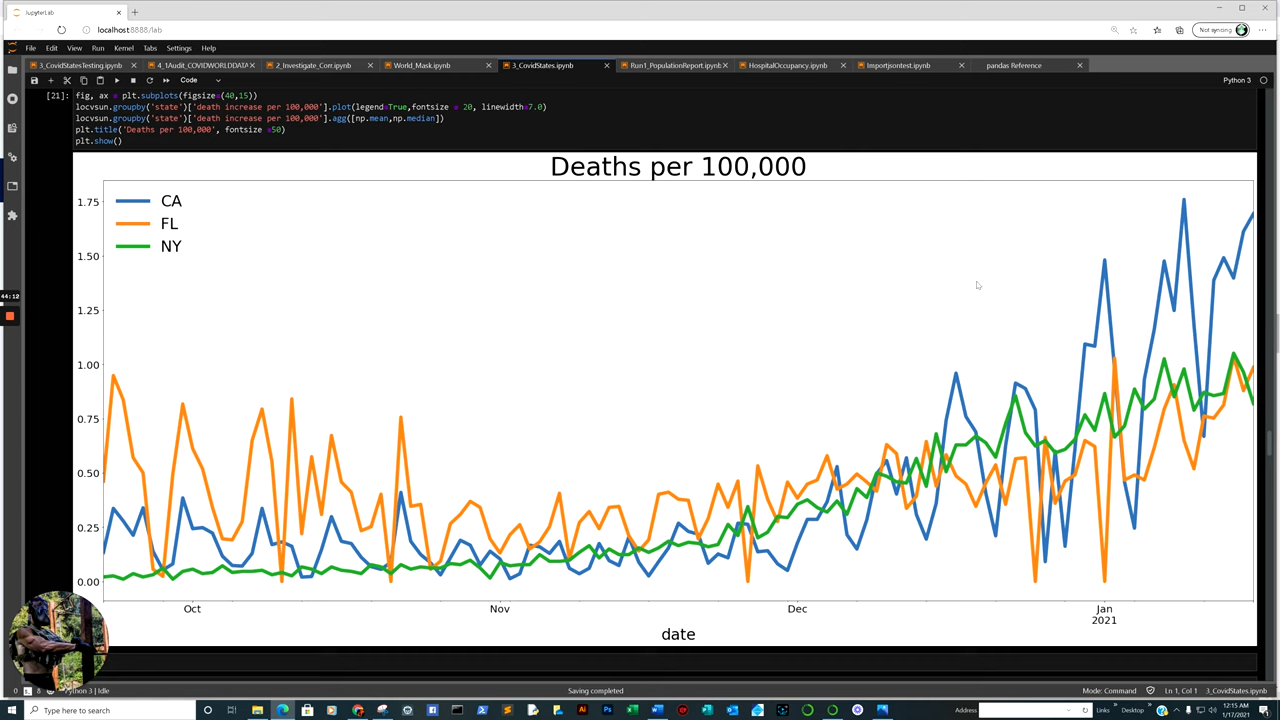 JupyterLab
localhost:8888/lab
Not syncing
File Edit View Run Kernel Tabs Settings Help
3_CovidStatesTesting.ipynb 4_1Audit_COVIDWORLDDATA 2_Investigate_Corr.ipynb World_Mask.ipynb 3_CovidStates.ipynb Run1_PopulationReport.ipynb HospitalOccupancy.ipynb Importjsontest.ipynb pandas Reference
Code
Python 3
[21]: fig, ax = plt.subplots(figsize=(40,15))
locvsun.groupby('state')['death increase per 100,000'].plot(legend=True,fontsize = 20, linewidth=7.0)
locvsun.groupby('state')['death increase per 100,000'].agg([np.mean,np.median])
plt.title('Deaths per 100,000', fontsize =50)
plt.show()
Deaths per 100,000
CA
FL
NY
1.75
1.50
1.25
1.00
0.75
0.50
0.25
0.00
44:12
Oct Nov Dec Jan
2021
date
0 8 Python 3 | Idle Saving completed Mode: Command Ln 1, Col 1 3_CovidStates.ipynb
Type here to search
Address Links Desktop
12:15 AM
1/17/2021